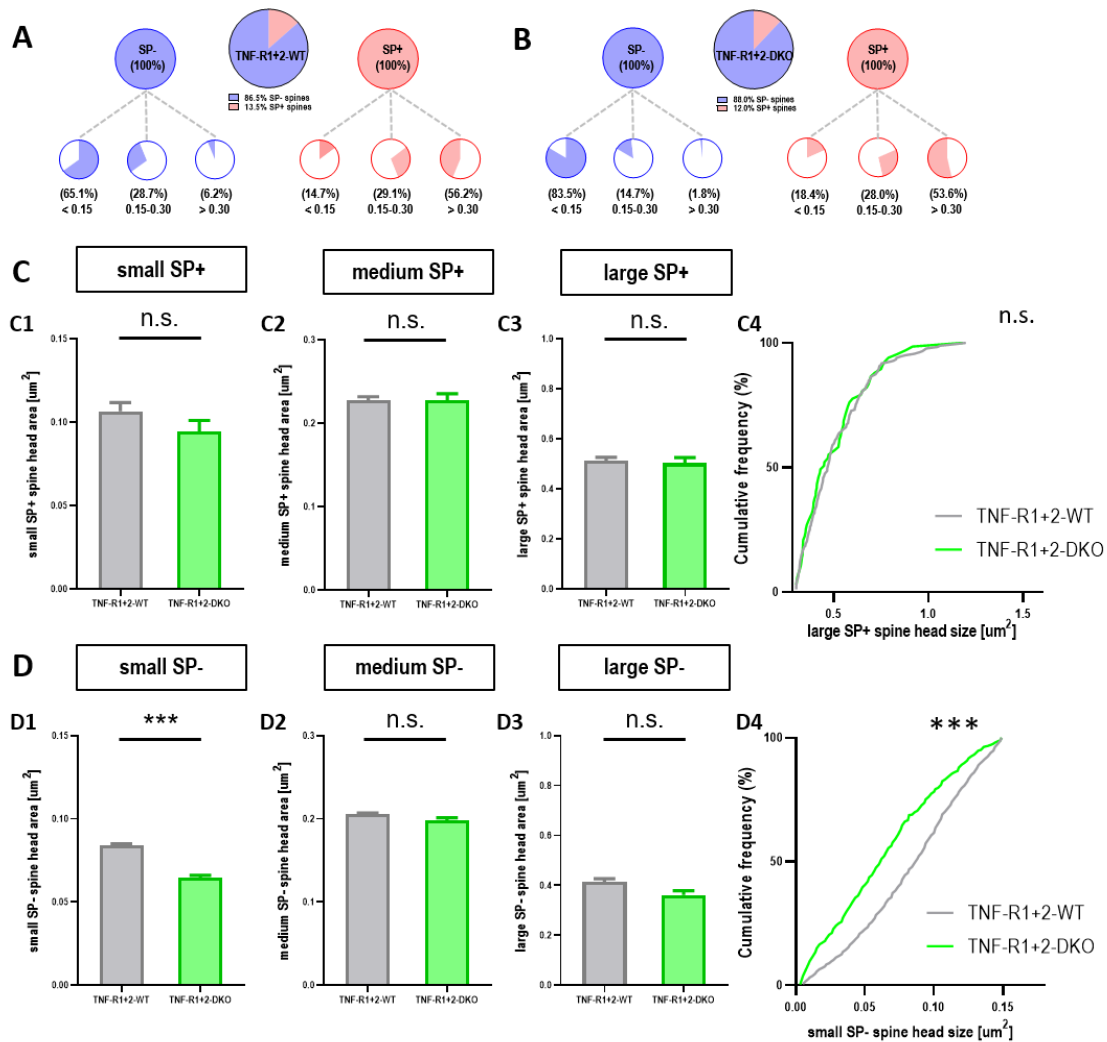 A
SP-
(100%)
TNF-R1+2-WT
86.5% SP- spines
13.5% SP+ spines
SP+
(100%)
(65.1%)
< 0.15
(28.7%)
0.15-0.30
(6.2%)
> 0.30
(14.7%)
< 0.15
(29.1%)
0.15-0.30
(56.2%)
> 0.30
B
SP-
(100%)
TNF-R1+2-DKO
88.0% SP- spines
12.0% SP+ spines
SP+
(100%)
(83.5%)
< 0.15
(14.7%)
0.15-0.30
(1.8%)
> 0.30
(18.4%)
< 0.15
(28.0%)
0.15-0.30
(53.6%)
> 0.30
C
small SP+
medium SP+
large SP+
C1
n.s.
small SP+ spine head area [um²]
0.15
0.10
0.05
0.00
TNF-R1+2-WT
TNF-R1+2-DKO
C2
n.s.
medium SP+ spine head area [um²]
0.3
0.2
0.1
0.0
TNF-R1+2-WT
TNF-R1+2-DKO
C3
n.s.
large SP+ spine head area [um²]
1.0
0.8
0.6
0.4
0.2
0.0
TNF-R1+2-WT
TNF-R1+2-DKO
C4
n.s.
Cumulative frequency (%)
100
50
0
TNF-R1+2-WT
TNF-R1+2-DKO
0.5
1.0
1.5
large SP+ spine head size [um²]
D
small SP-
medium SP-
large SP-
D1
***
small SP- spine head area [um²]
0.15
0.10
0.05
0.00
TNF-R1+2-WT
TNF-R1+2-DKO
D2
n.s.
medium SP- spine head area [um²]
0.3
0.2
0.1
0.0
TNF-R1+2-WT
TNF-R1+2-DKO
D3
n.s.
large SP- spine head area [um²]
1.0
0.8
0.6
0.4
0.2
0.0
TNF-R1+2-WT
TNF-R1+2-DKO
D4
***
Cumulative frequency (%)
100
50
0
TNF-R1+2-WT
TNF-R1+2-DKO
0.00
0.05
0.10
0.15
small SP- spine head size [um²]